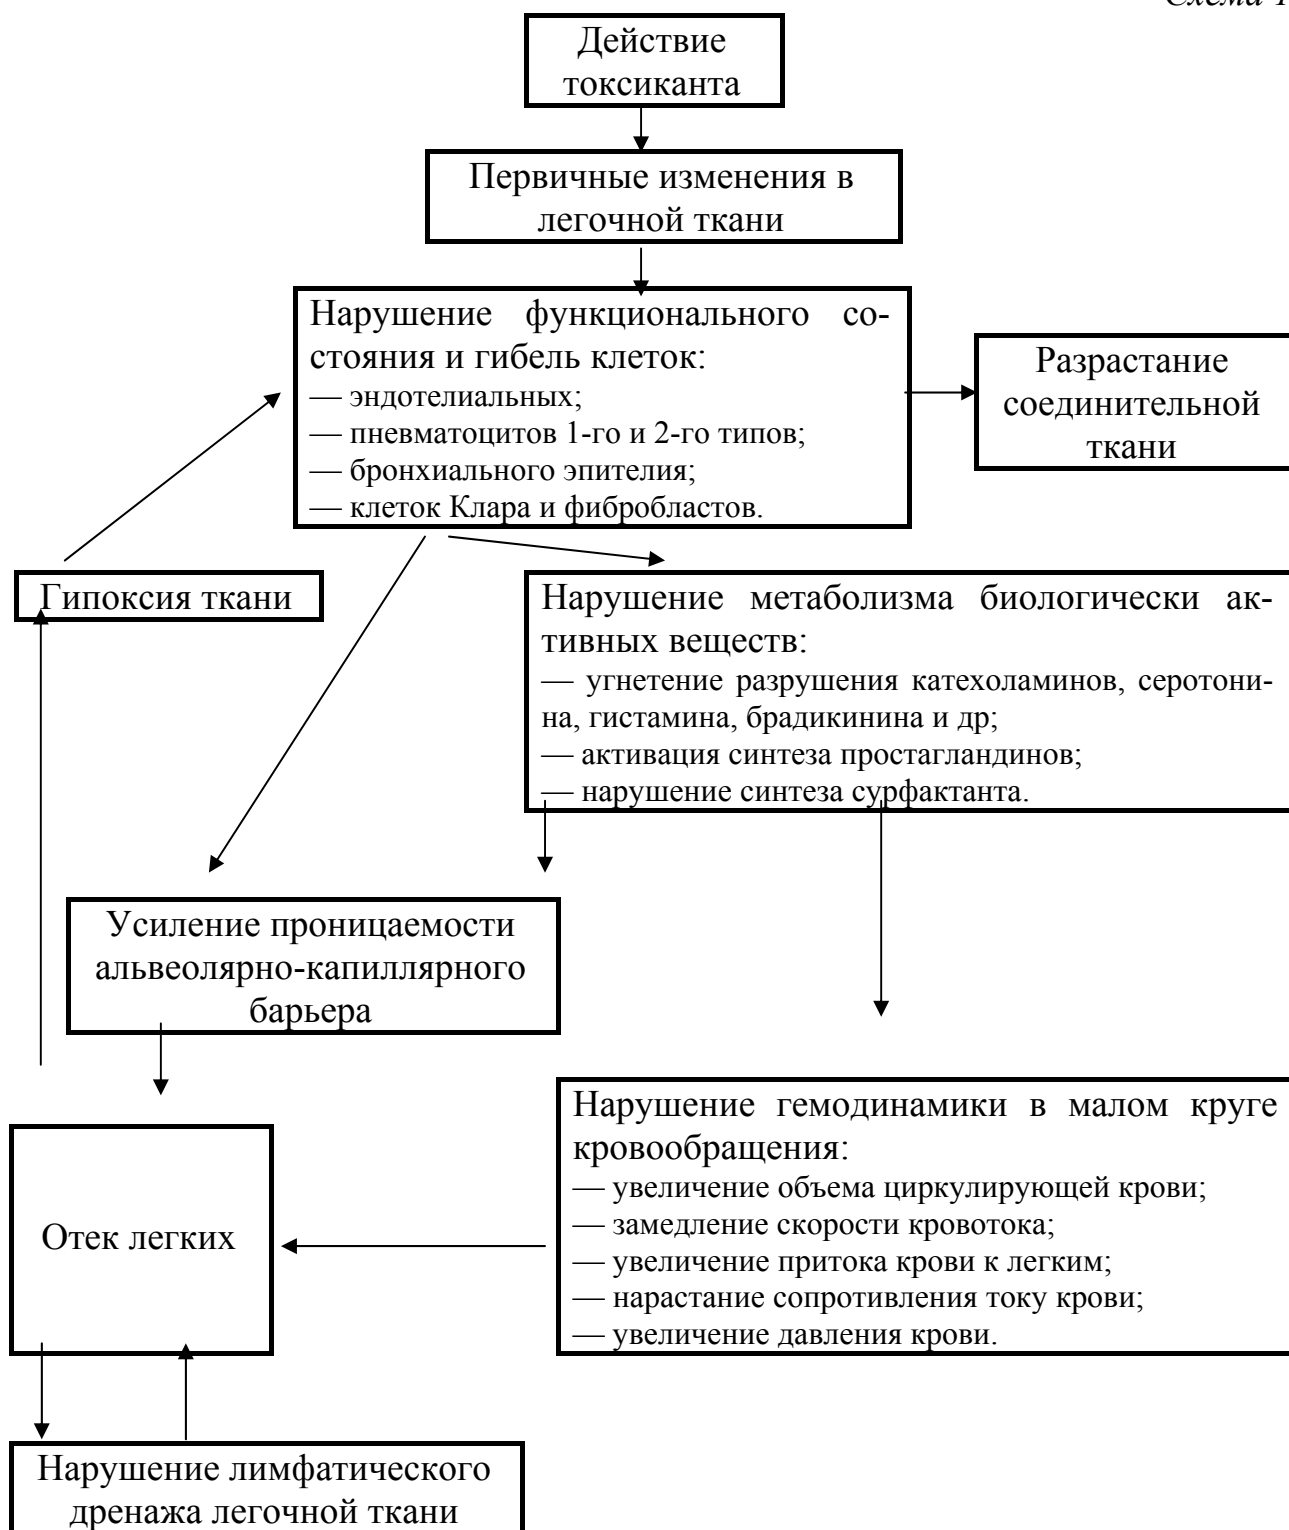 Схема 1
Действие
токсиканта
Первичные изменения в
легочной ткани
Нарушение функционального со-
стояния и гибель клеток:
— эндотелиальных;
— пневматоцитов 1-го и 2-го типов;
— бронхиального эпителия;
— клеток Клара и фибробластов.
Разрастание
соединительной
ткани
Гипоксия ткани
Нарушение метаболизма биологически ак-
тивных веществ:
— угнетение разрушения катехоламинов, серотони-
на, гистамина, брадикинина и др;
— активация синтеза простагландинов;
— нарушение синтеза сурфактанта.
Усиление проницаемости
альвеолярно-капиллярного
барьера
Нарушение гемодинамики в малом круге
кровообращения:
— увеличение объема циркулирующей крови;
— замедление скорости кровотока;
— увеличение притока крови к легким;
— нарастание сопротивления току крови;
— увеличение давления крови.
Отек легких
Нарушение лимфатического
дренажа легочной ткани